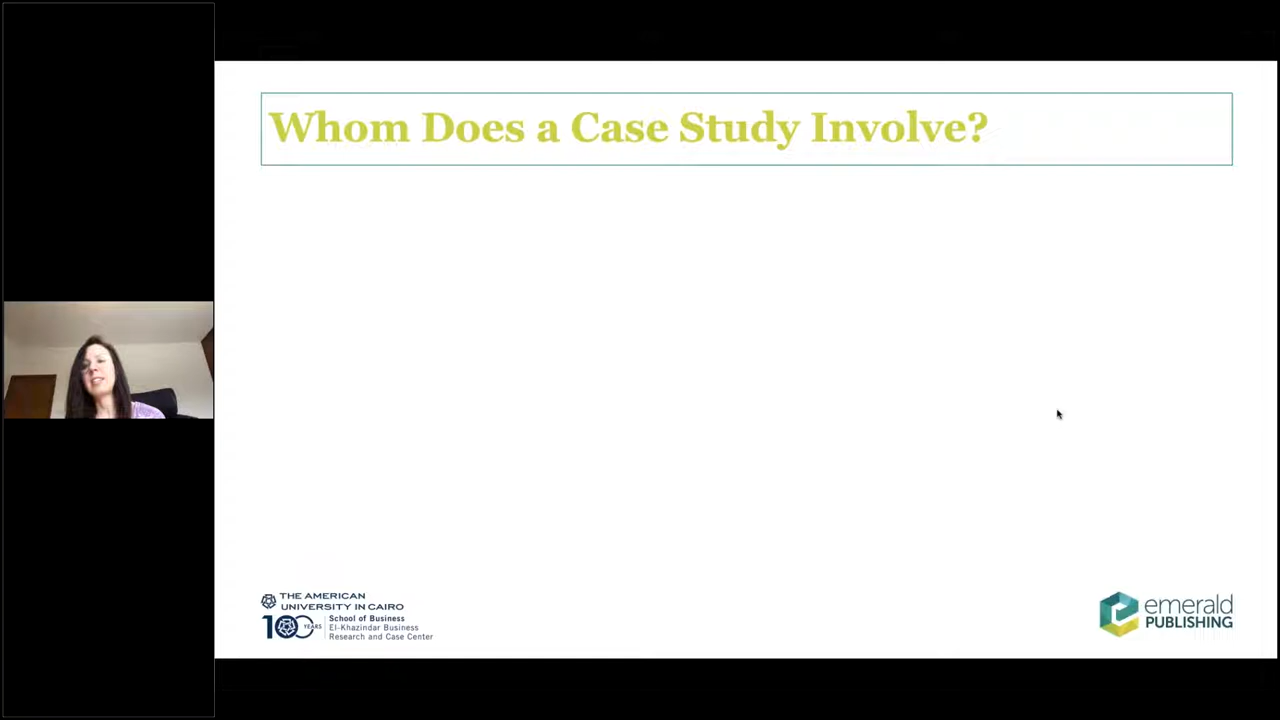 Whom Does a Case Study Involve?
THE AMERICAN
UNIVERSITY IN CAIRO
100 YEARS
School of Business
El-Khazindar Business
Research and Case Center
emerald
PUBLISHING